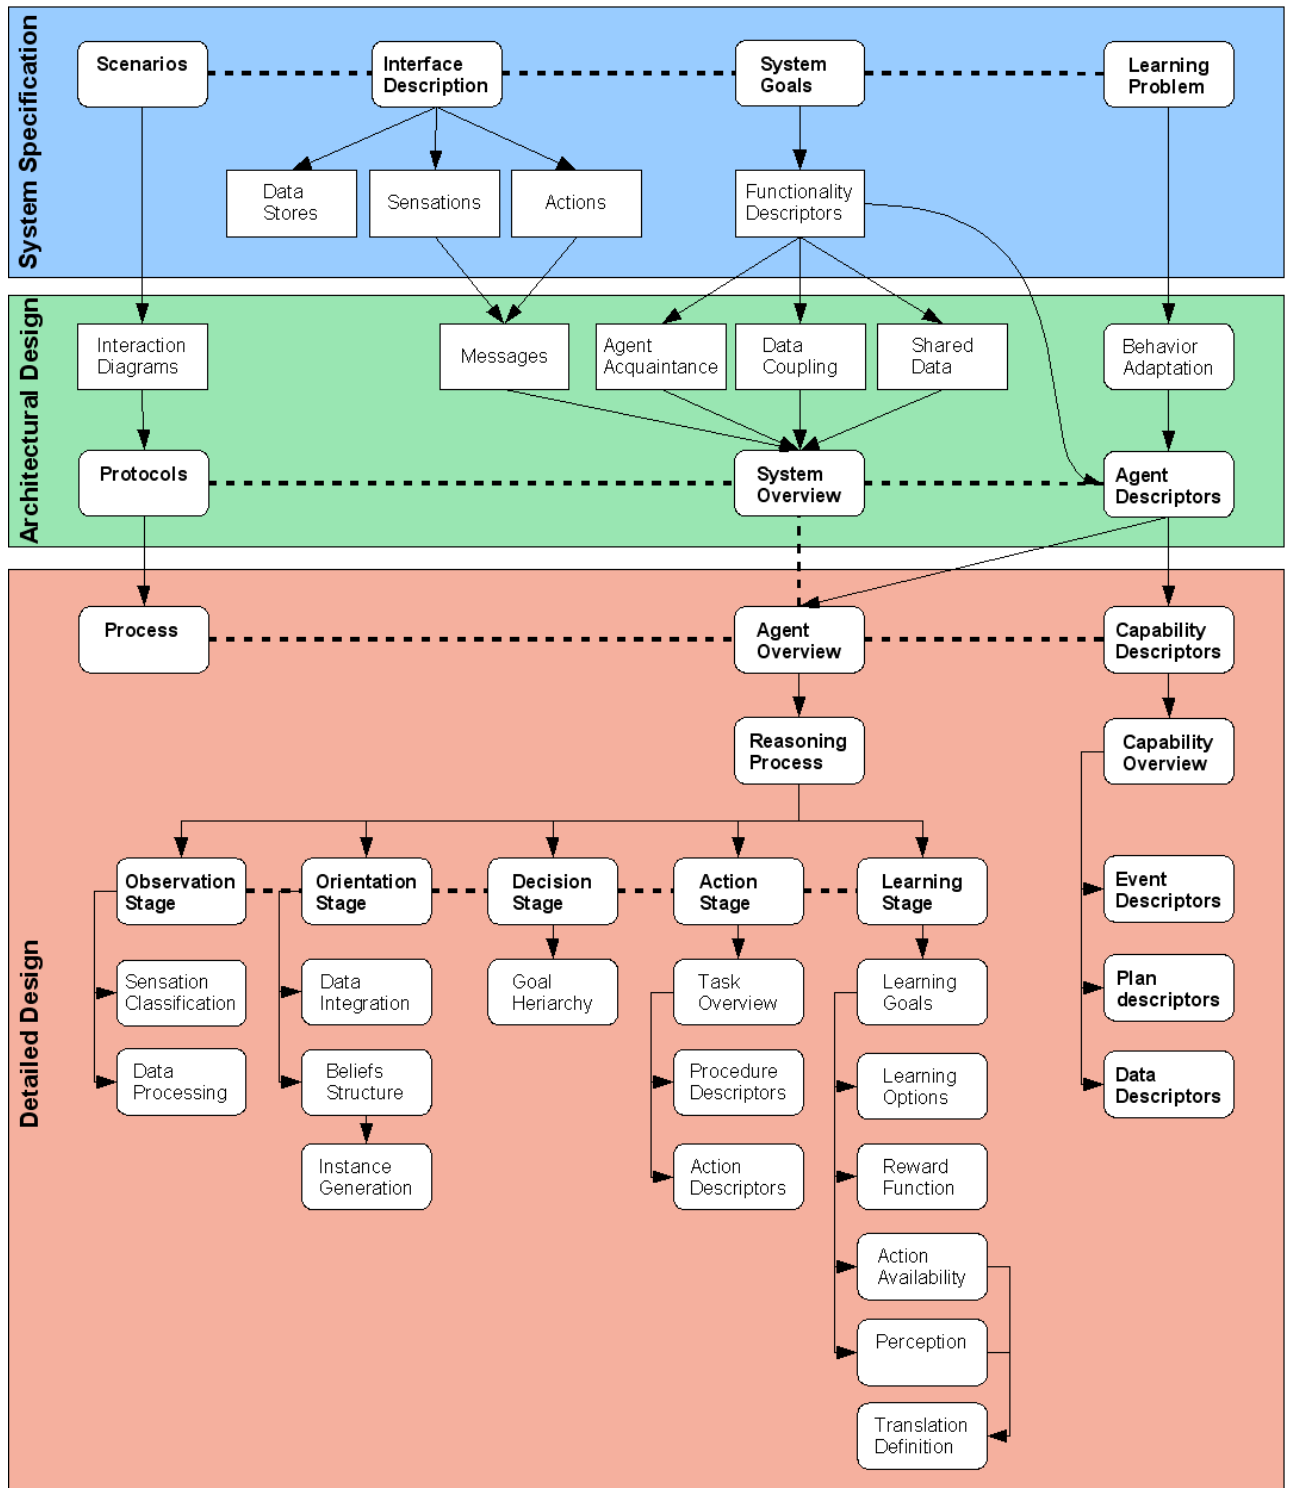 System Specification
Scenarios
Interface
Description
System
Goals
Learning
Problem
Data
Stores
Sensations
Actions
Functionality
Descriptors
Architectural Design
Interaction
Diagrams
Messages
Agent
Acquaintance
Data
Coupling
Shared
Data
Behavior
Adaptation
Protocols
System
Overview
Agent
Descriptors
Detailed Design
Process
Agent
Overview
Capability
Descriptors
Reasoning
Process
Capability
Overview
Observation
Stage
Orientation
Stage
Decision
Stage
Action
Stage
Learning
Stage
Event
Descriptors
Sensation
Classification
Data
Integration
Goal
Heriarchy
Task
Overview
Learning
Goals
Plan
descriptors
Data
Processing
Beliefs
Structure
Procedure
Descriptors
Learning
Options
Data
Descriptors
Instance
Generation
Action
Descriptors
Reward
Function
Action
Availability
Perception
Translation
Definition